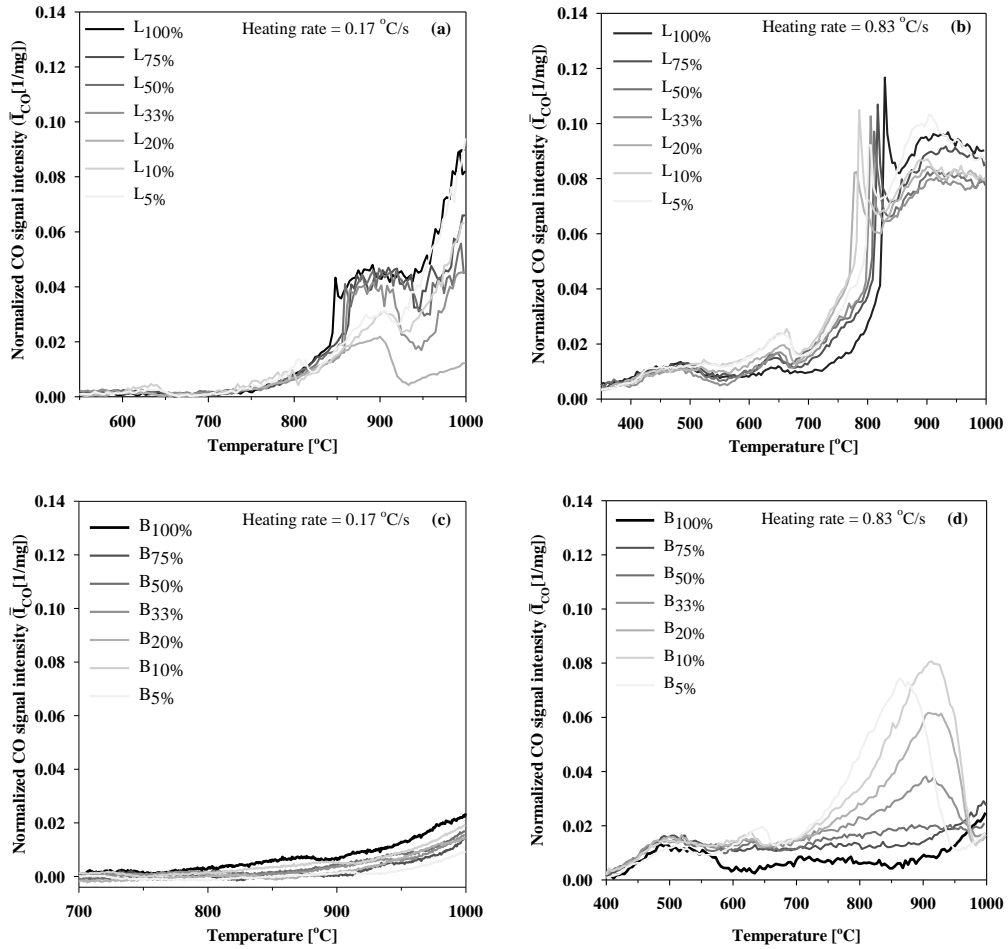 Heating rate = 0.17 °C/s (a)
L100%
L75%
L50%
L33%
L20%
L10%
L5%
Normalized CO signal intensity (ĪCO[1/mg])
0.14
0.12
0.10
0.08
0.06
0.04
0.02
0.00
600 700 800 900 1000
Temperature [°C]
Heating rate = 0.83 °C/s (b)
L100%
L75%
L50%
L33%
L20%
L10%
L5%
Normalized CO signal intensity (ĪCO[1/mg])
0.14
0.12
0.10
0.08
0.06
0.04
0.02
0.00
400 500 600 700 800 900 1000
Temperature [°C]
Heating rate = 0.17 °C/s (c)
B100%
B75%
B50%
B33%
B20%
B10%
B5%
Normalized CO signal intensity (ĪCO[1/mg])
0.14
0.12
0.10
0.08
0.06
0.04
0.02
0.00
700 800 900 1000
Temperature [°C]
Heating rate = 0.83 °C/s (d)
B100%
B75%
B50%
B33%
B20%
B10%
B5%
Normalized CO signal intensity (ĪCO[1/mg])
0.14
0.12
0.10
0.08
0.06
0.04
0.02
0.00
400 500 600 700 800 900 1000
Temperature [°C]